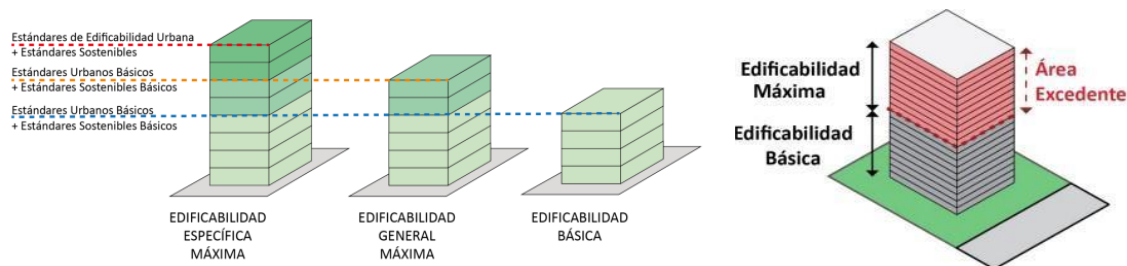 Estándares de Edificabilidad Urbana
+ Estándares Sostenibles
Estándares Urbanos Básicos
+ Estándares Sostenibles Básicos
Estándares Urbanos Básicos
+ Estándares Sostenibles Básicos
EDIFICABILIDAD
ESPECÍFICA
MÁXIMA
EDIFICABILIDAD
GENERAL
MÁXIMA
EDIFICABILIDAD
BÁSICA
Edificabilidad
Máxima
Edificabilidad
Básica
Área
Excedente